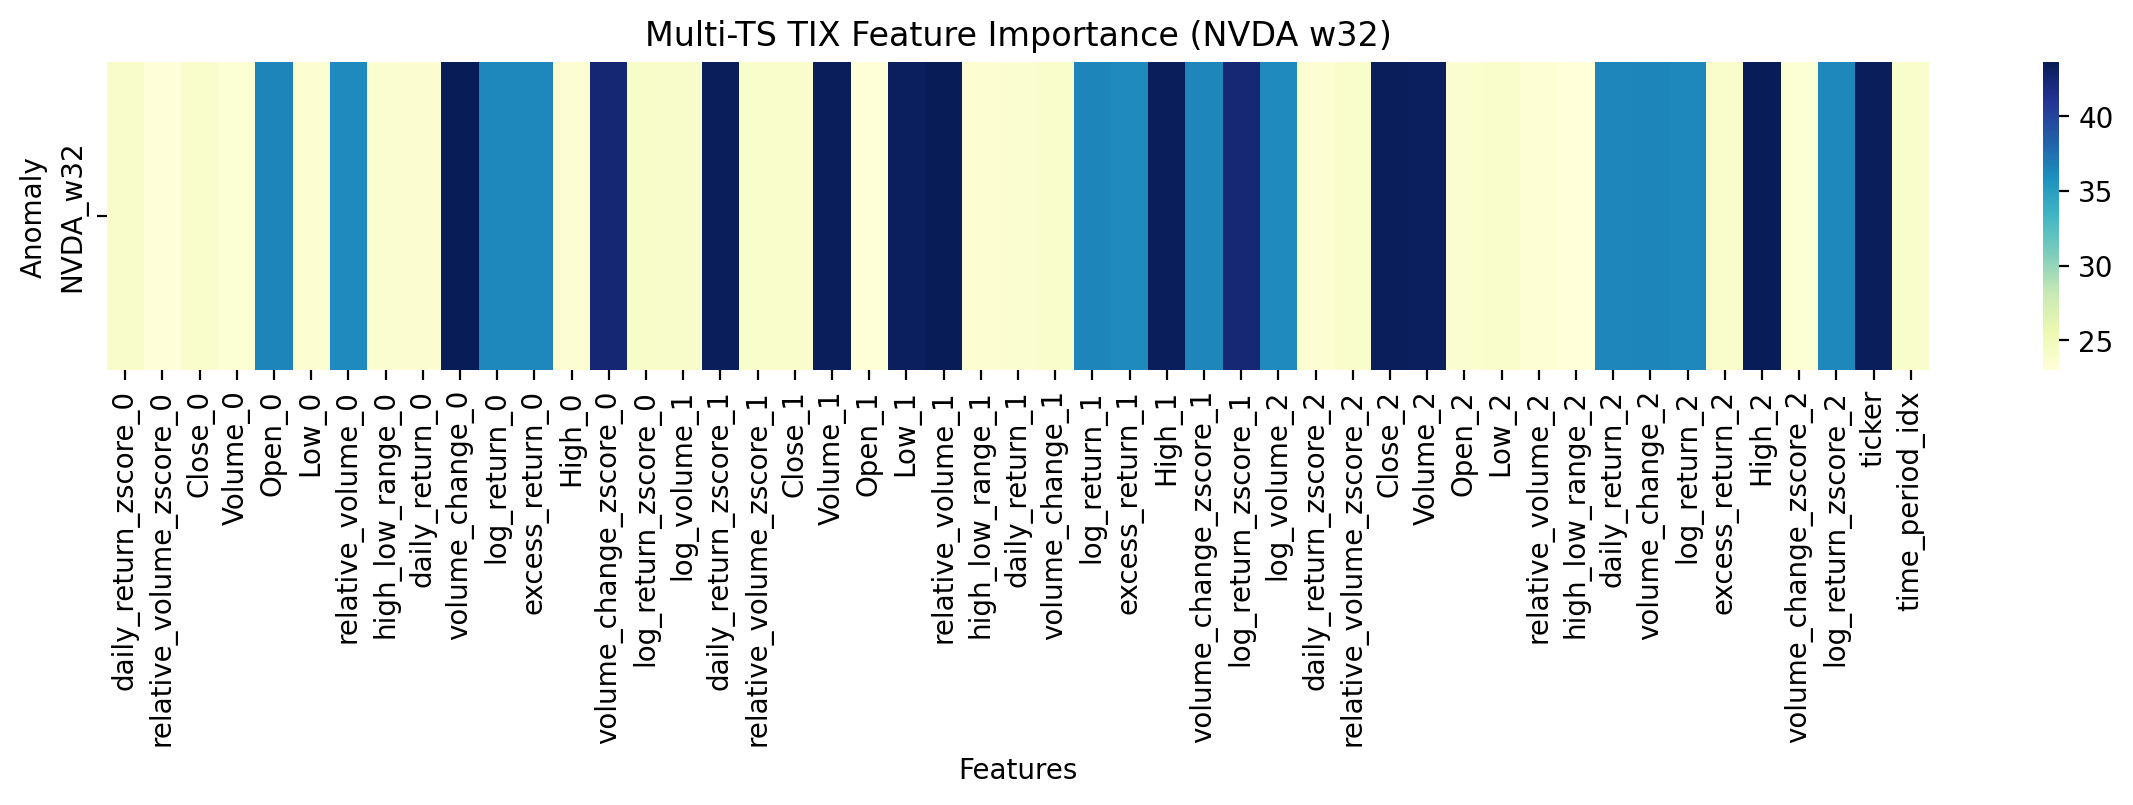 Multi-TS TIX Feature Importance (NVDA w32)
Anomaly
NVDA_w32
40
35
30
25
daily_return_zscore_0
relative_volume_zscore_0
Close_0
Volume_0
Open_0
Low_0
relative_volume_0
high_low_range_0
daily_return_0
volume_change_0
log_return_0
excess_return_0
High_0
volume_change_zscore_0
log_return_zscore_0
log_volume_1
daily_return_zscore_1
relative_volume_zscore_1
Close_1
Volume_1
Open_1
Low_1
relative_volume_1
high_low_range_1
daily_return_1
volume_change_1
log_return_1
excess_return_1
High_1
volume_change_zscore_1
log_return_zscore_1
log_volume_2
daily_return_zscore_2
relative_volume_zscore_2
Close_2
Volume_2
Open_2
Low_2
relative_volume_2
high_low_range_2
daily_return_2
volume_change_2
log_return_2
excess_return_2
High_2
volume_change_zscore_2
log_return_zscore_2
ticker
time_period_idx
Features